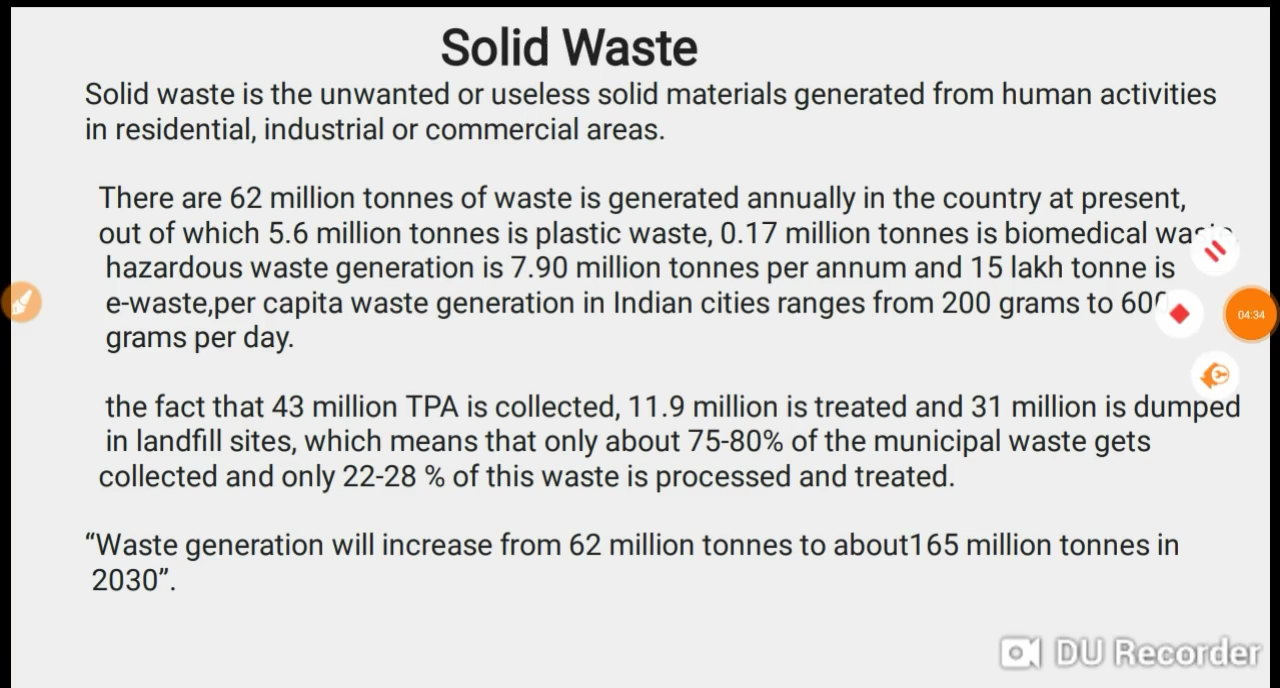 Solid Waste
Solid waste is the unwanted or useless solid materials generated from human activities
in residential, industrial or commercial areas.
There are 62 million tonnes of waste is generated annually in the country at present,
out of which 5.6 million tonnes is plastic waste, 0.17 million tonnes is biomedical waste
hazardous waste generation is 7.90 million tonnes per annum and 15 lakh tonne is
e-waste,per capita waste generation in Indian cities ranges from 200 grams to 600
grams per day.
04:34
the fact that 43 million TPA is collected, 11.9 million is treated and 31 million is dumped
in landfill sites, which means that only about 75-80% of the municipal waste gets
collected and only 22-28 % of this waste is processed and treated.
“Waste generation will increase from 62 million tonnes to about165 million tonnes in
2030”.
DU Recorder